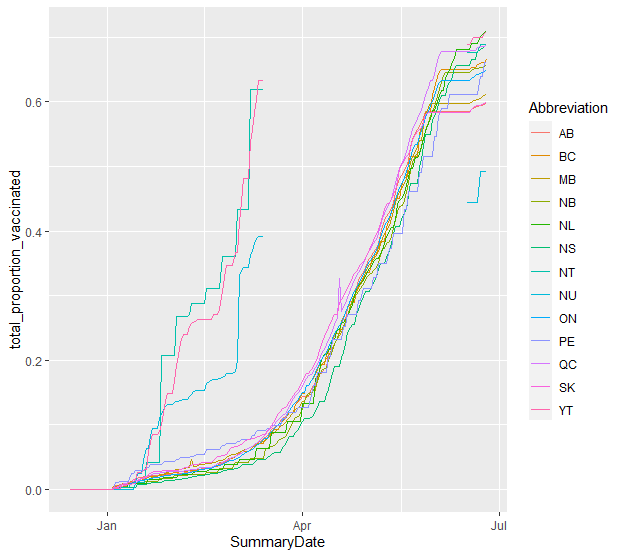 total_proportion_vaccinated
0.6
0.4
0.2
0.0
Jan
Apr
Jul
SummaryDate
Abbreviation
AB
BC
MB
NB
NL
NS
NT
NU
ON
PE
QC
SK
YT